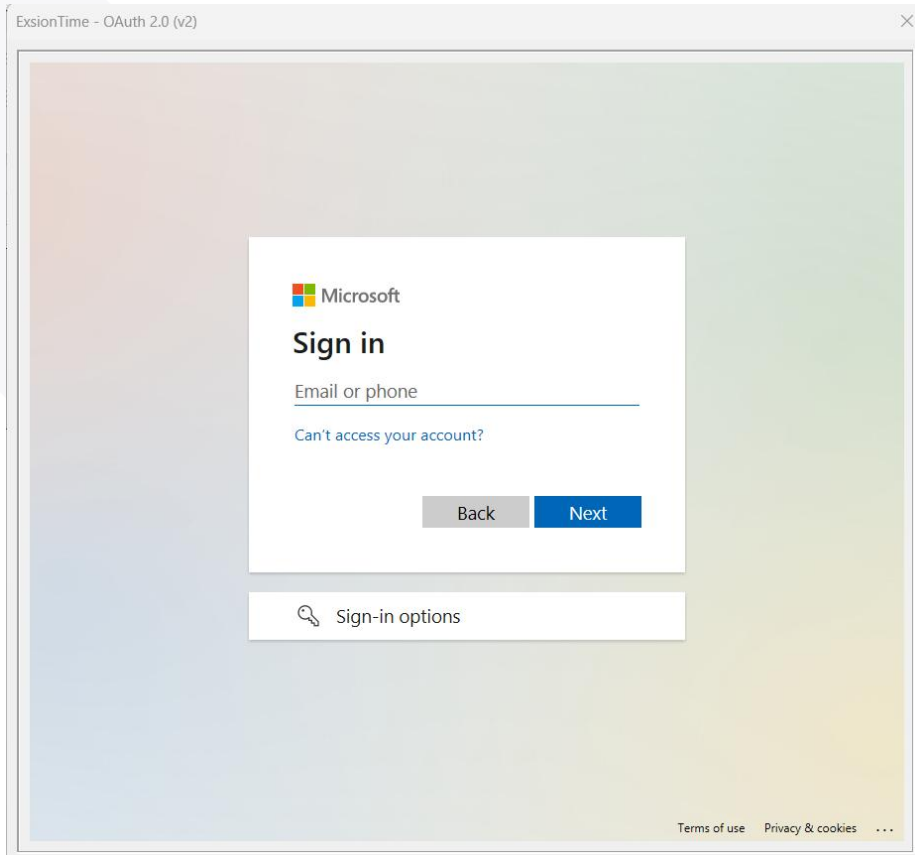 ExsionTime - OAuth 2.0 (v2)
Microsoft
Sign in
Email or phone
Can't access your account?
Back Next
Sign-in options
Terms of use Privacy & cookies ...